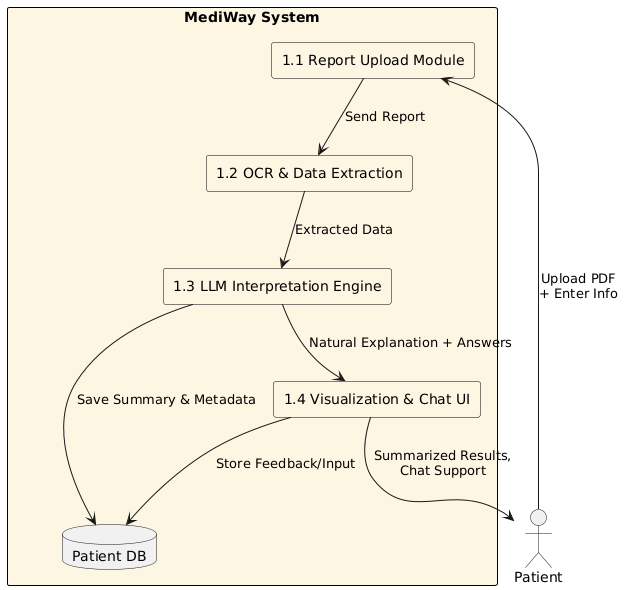 MediWay System
1.1 Report Upload Module
Send Report
1.2 OCR & Data Extraction
Extracted Data
Upload PDF
+ Enter Info
1.3 LLM Interpretation Engine
Natural Explanation + Answers
Save Summary & Metadata
1.4 Visualization & Chat UI
Store Feedback/Input
Summarized Results,
Chat Support
Patient DB
Patient